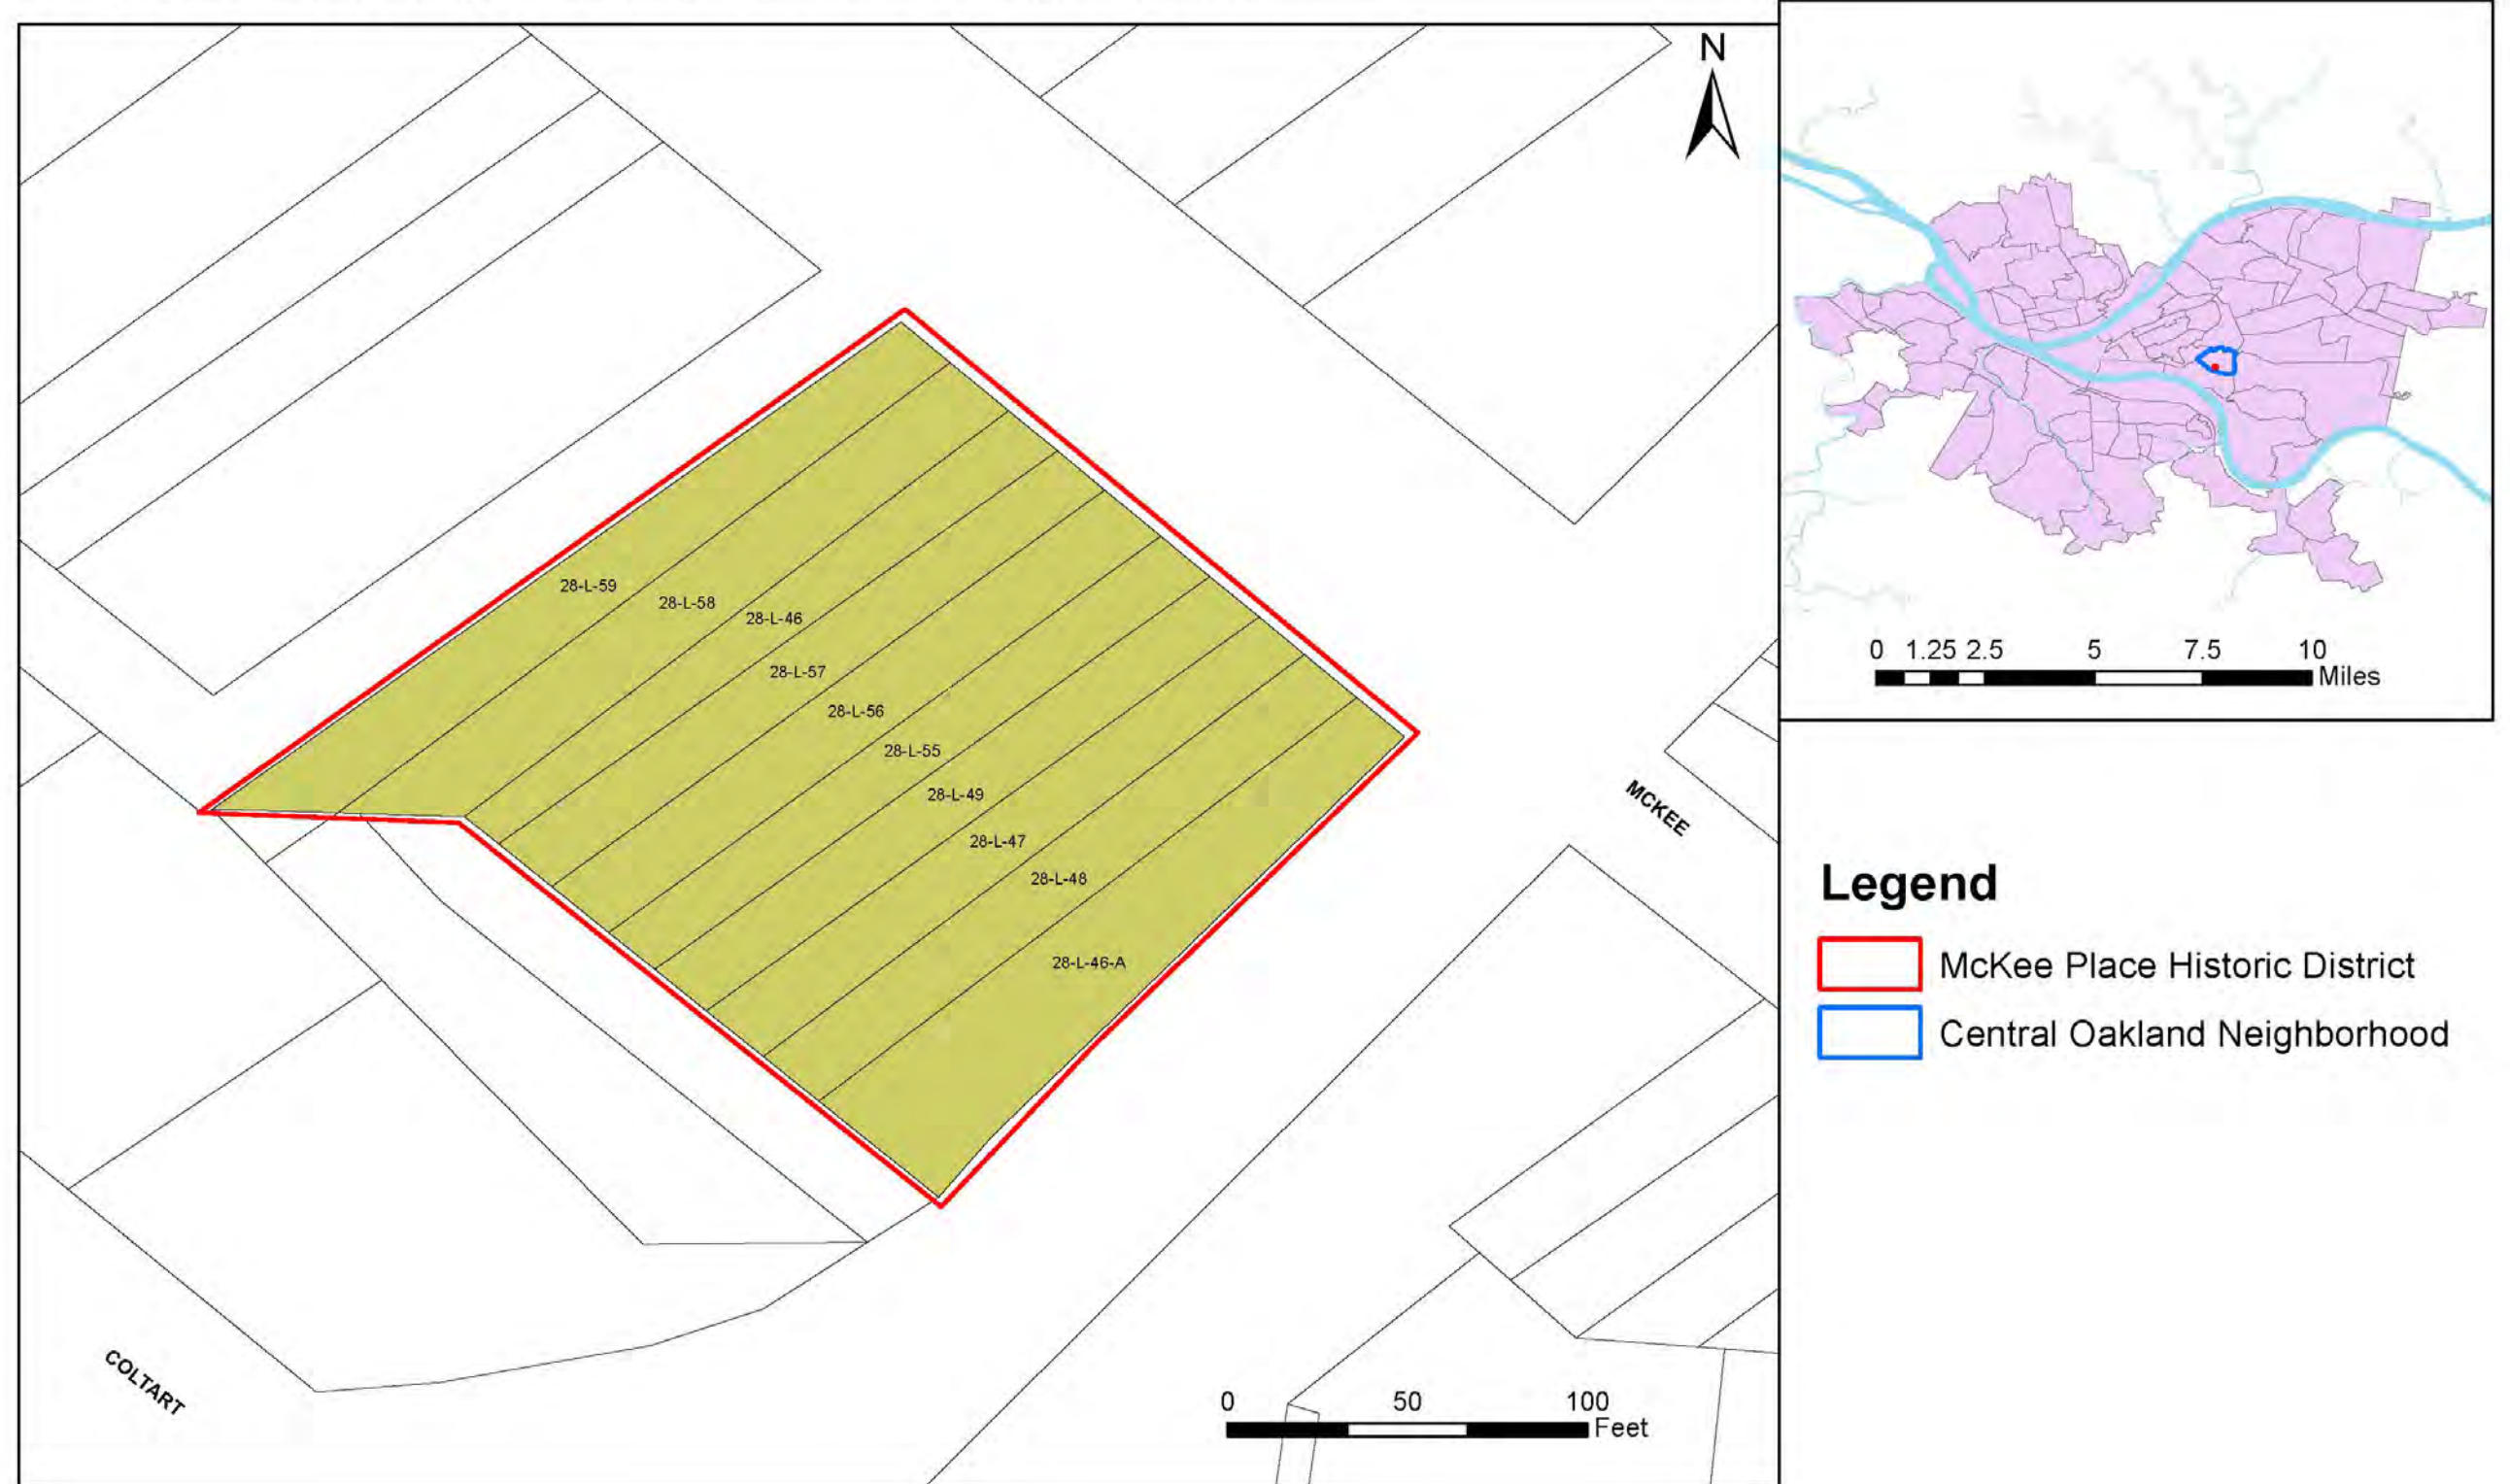 N
28-L-59
28-L-58
28-L-46
28-L-57
28-L-56
28-L-55
28-L-49
28-L-47
28-L-48
28-L-46-A
MCKEE
COLTART
0 50 100
Feet
0 1.25 2.5 5 7.5 10
Miles
Legend
McKee Place Historic District
Central Oakland Neighborhood